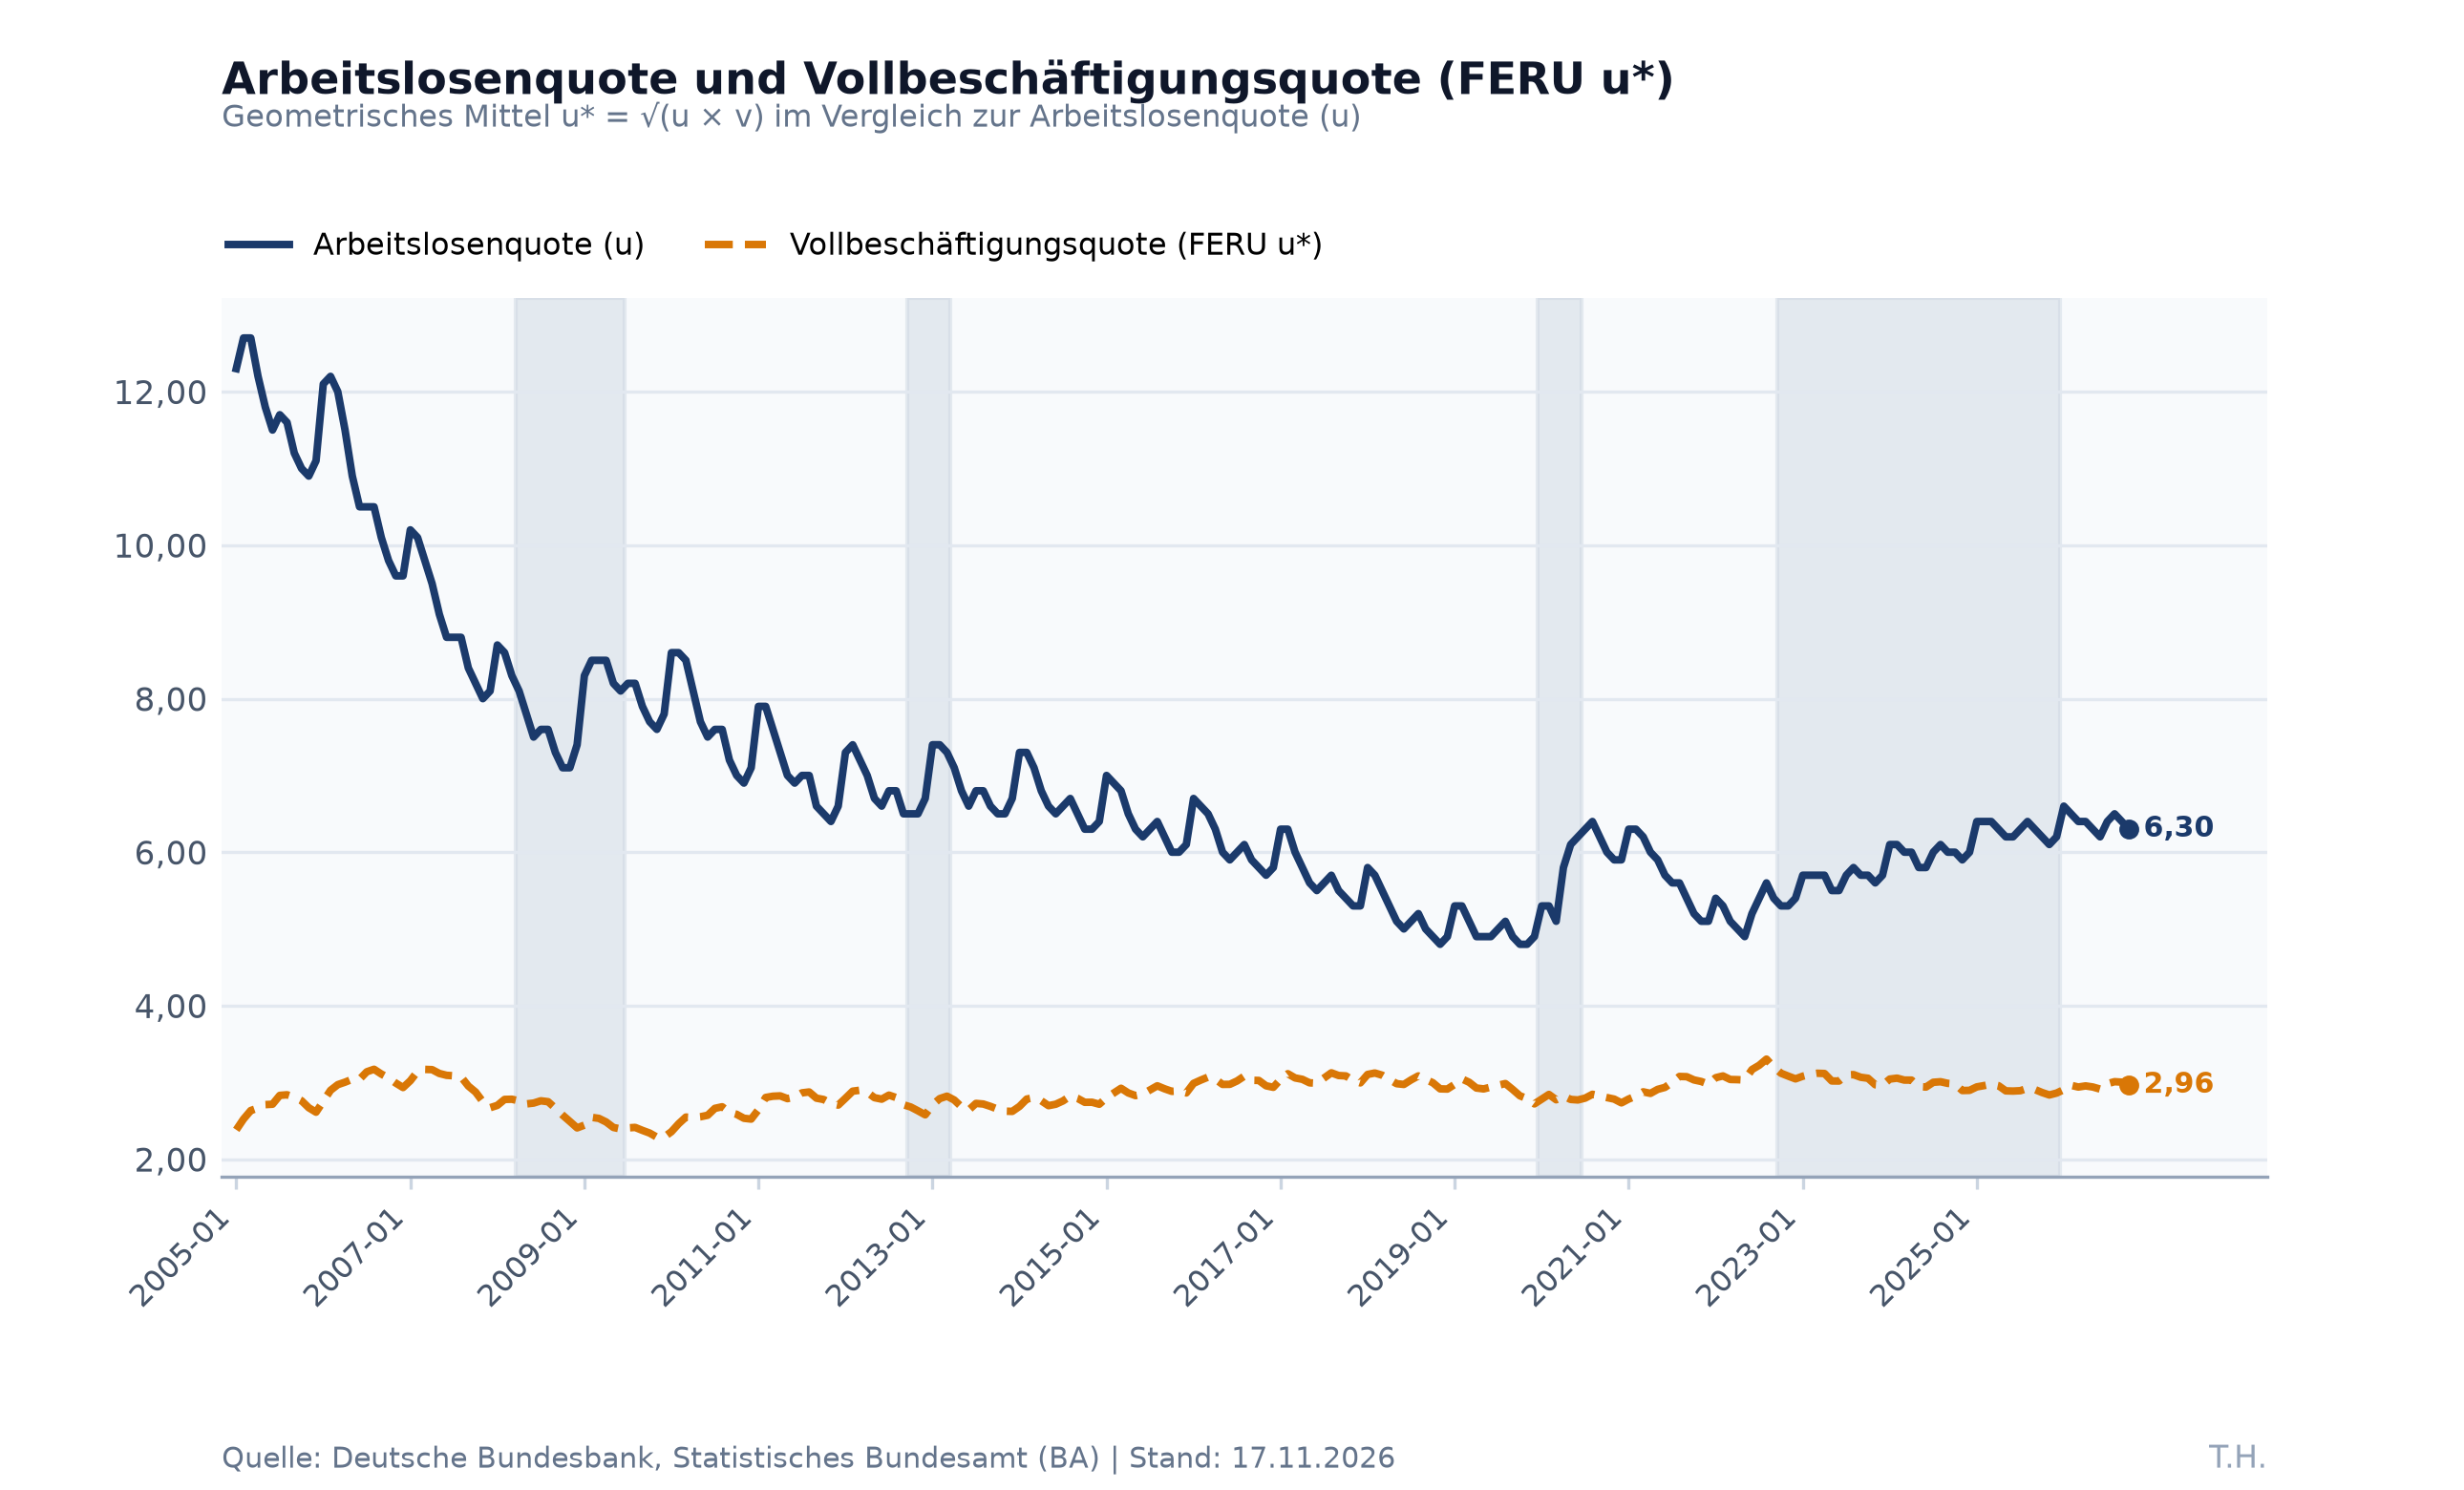 Arbeitslosenquote und Vollbeschäftigungsquote (FERU u*)
Geometrisches Mittel u* = √(u × v) im Vergleich zur Arbeitslosenquote (u)
Arbeitslosenquote (u) Vollbeschäftigungsquote (FERU u*)
12,00
10,00
8,00
6,00
4,00
2,00
6,30
2,96
2005-01 2007-01 2009-01 2011-01 2013-01 2015-01 2017-01 2019-01 2021-01 2023-01 2025-01
Quelle: Deutsche Bundesbank, Statistisches Bundesamt (BA) | Stand: 17.11.2026
T.H.